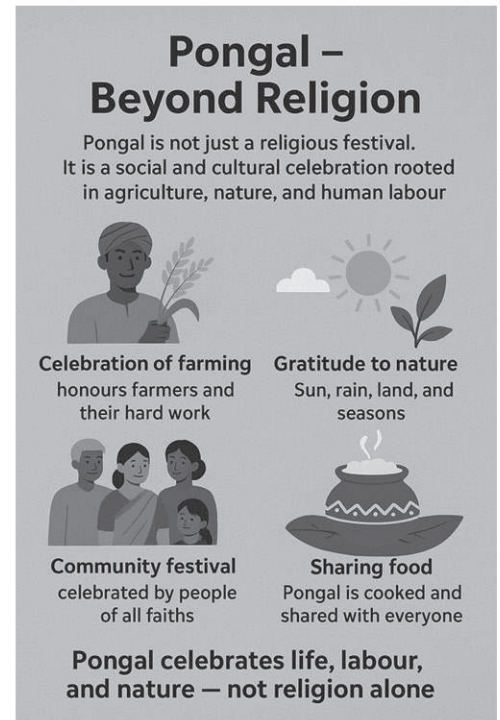 Pongal –
Beyond Religion
Pongal is not just a religious festival.
It is a social and cultural celebration rooted
in agriculture, nature, and human labour
Celebration of farming
honours farmers and
their hard work
Gratitude to nature
Sun, rain, land, and
seasons
Community festival
celebrated by people
of all faiths
Sharing food
Pongal is cooked and
shared with everyone
Pongal celebrates life, labour,
and nature — not religion alone